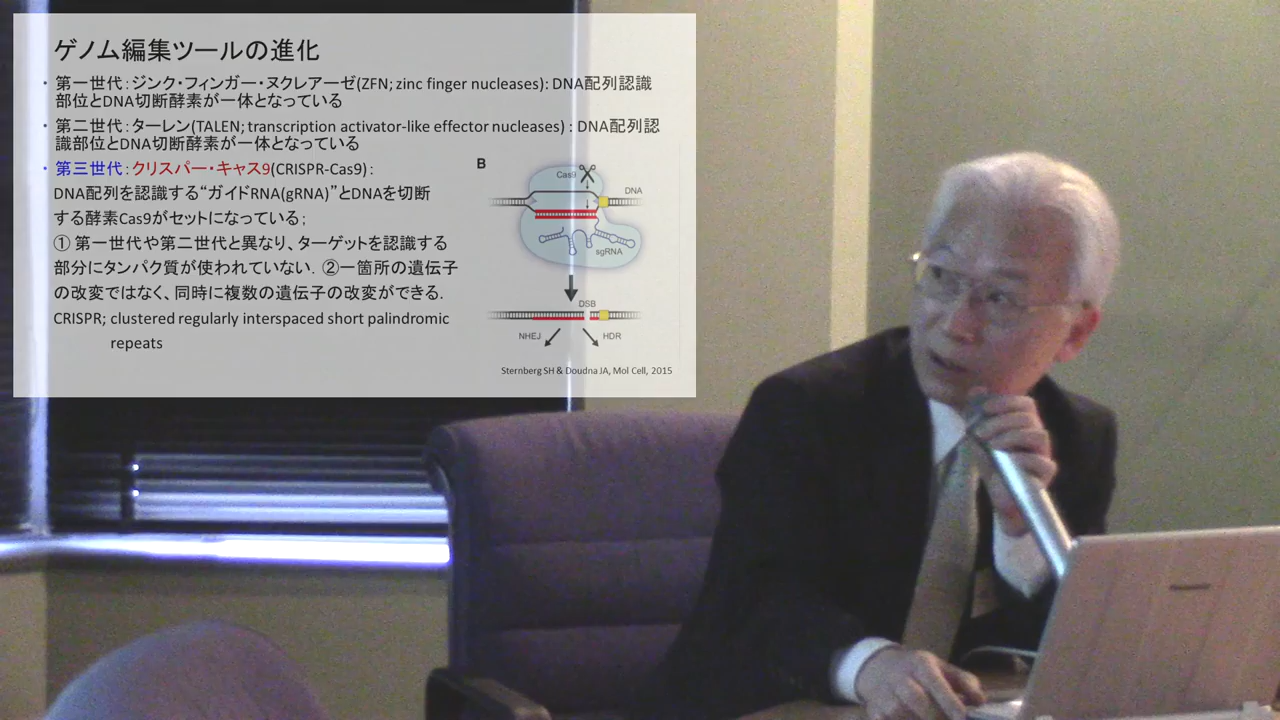 ゲノム編集ツールの進化
• 第一世代：ジンク・フィンガー・ヌクレアーゼ(ZFN; zinc finger nucleases): DNA配列認識
部位とDNA切断酵素が一体となっている
• 第二世代：ターレン(TALEN; transcription activator-like effector nucleases) : DNA配列認
識部位とDNA切断酵素が一体となっている
• 第三世代：クリスパー・キャス9(CRISPR-Cas9) :
DNA配列を認識する“ガイドRNA(gRNA)”とDNAを切断
する酵素Cas9がセットになっている;
① 第一世代や第二世代と異なり、ターゲットを認識する
部分にタンパク質が使われていない. ②一箇所の遺伝子
の改変ではなく、同時に複数の遺伝子の改変ができる.
CRISPR; clustered regularly interspaced short palindromic
repeats
B
Cas9
DNA
sgRNA
DSB
NHEJ
HDR
Sternberg SH & Doudna JA, Mol Cell, 2015